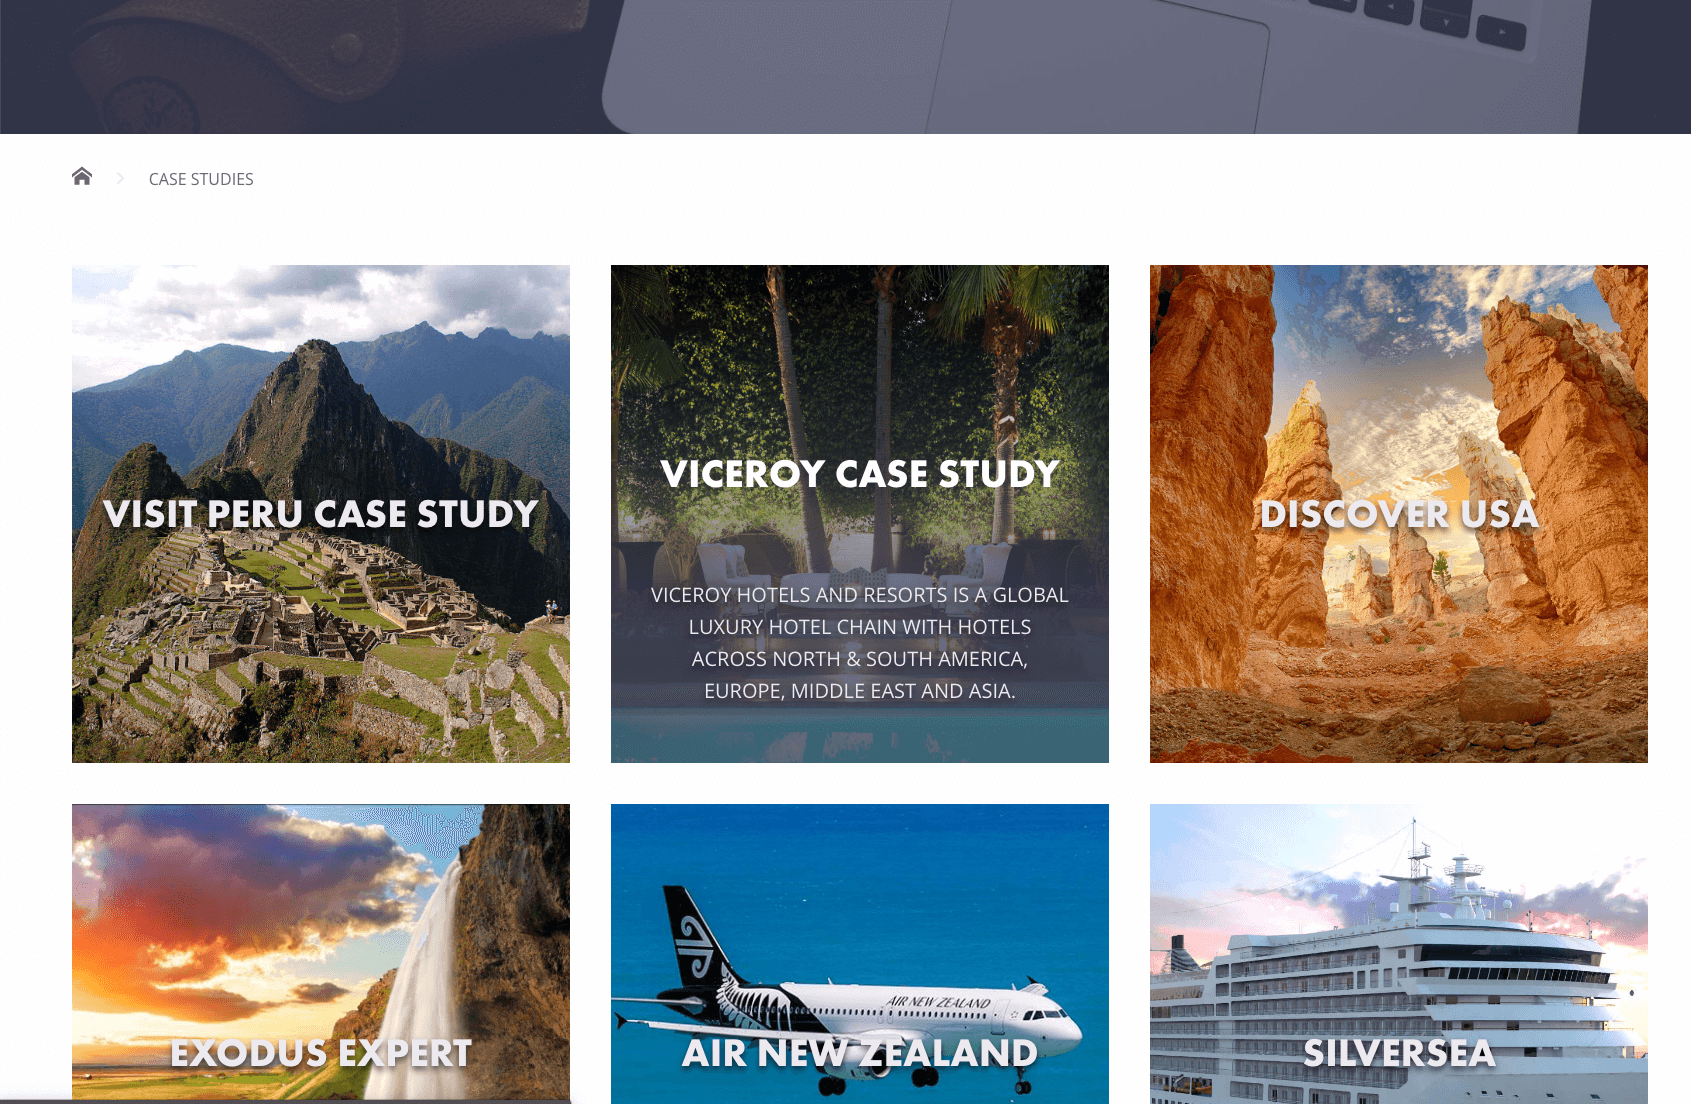 CASE STUDIES
VISIT PERU CASE STUDY
VICEROY CASE STUDY
VICEROY HOTELS AND RESORTS IS A GLOBAL
LUXURY HOTEL CHAIN WITH HOTELS
ACROSS NORTH & SOUTH AMERICA,
EUROPE, MIDDLE EAST AND ASIA.
DISCOVER USA
EXODUS EXPERT
AIR NEW ZEALAND
AIR NEW ZEALAND
SILVERSEA